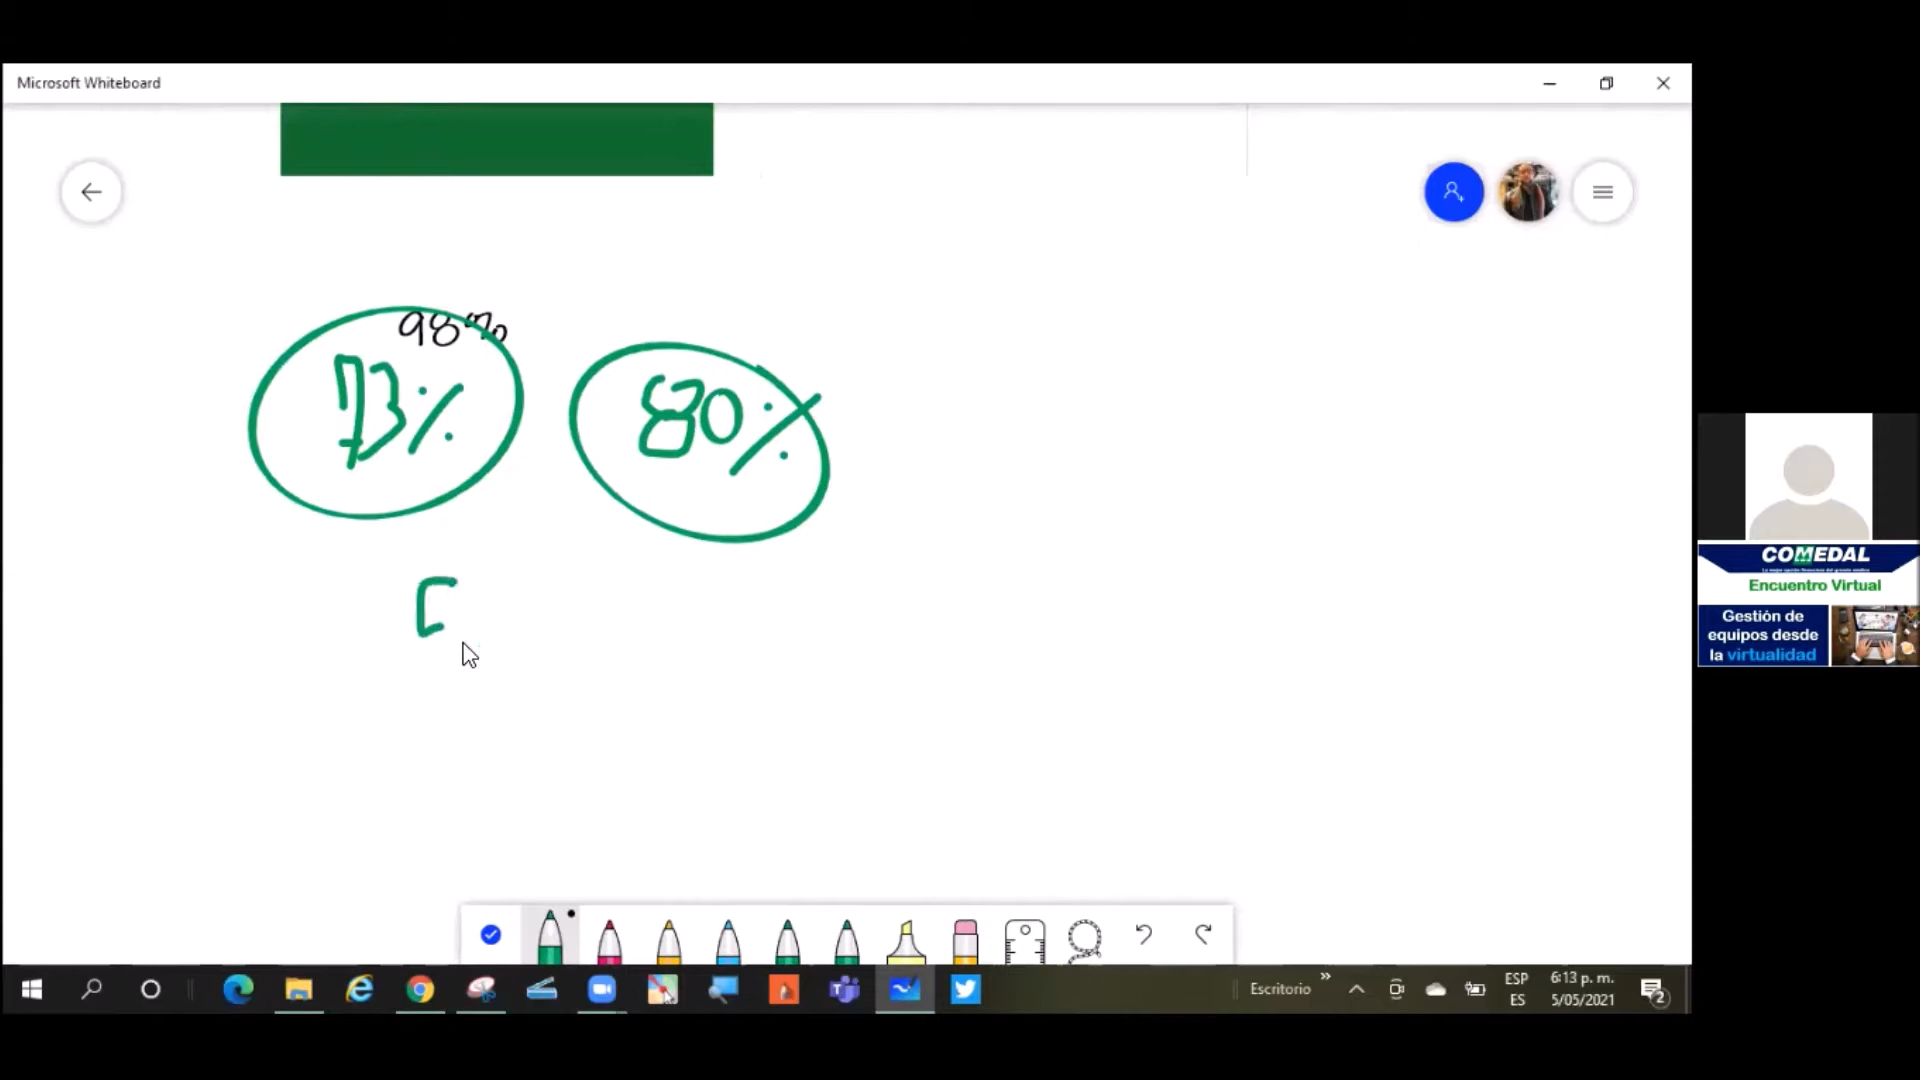 Microsoft Whiteboard
98%
73%
80%
COMEDAL
Encuentro Virtual
Gestión de
equipos desde
la virtualidad
Escritorio
ESP
ES
6:13 p. m.
5/05/2021
2